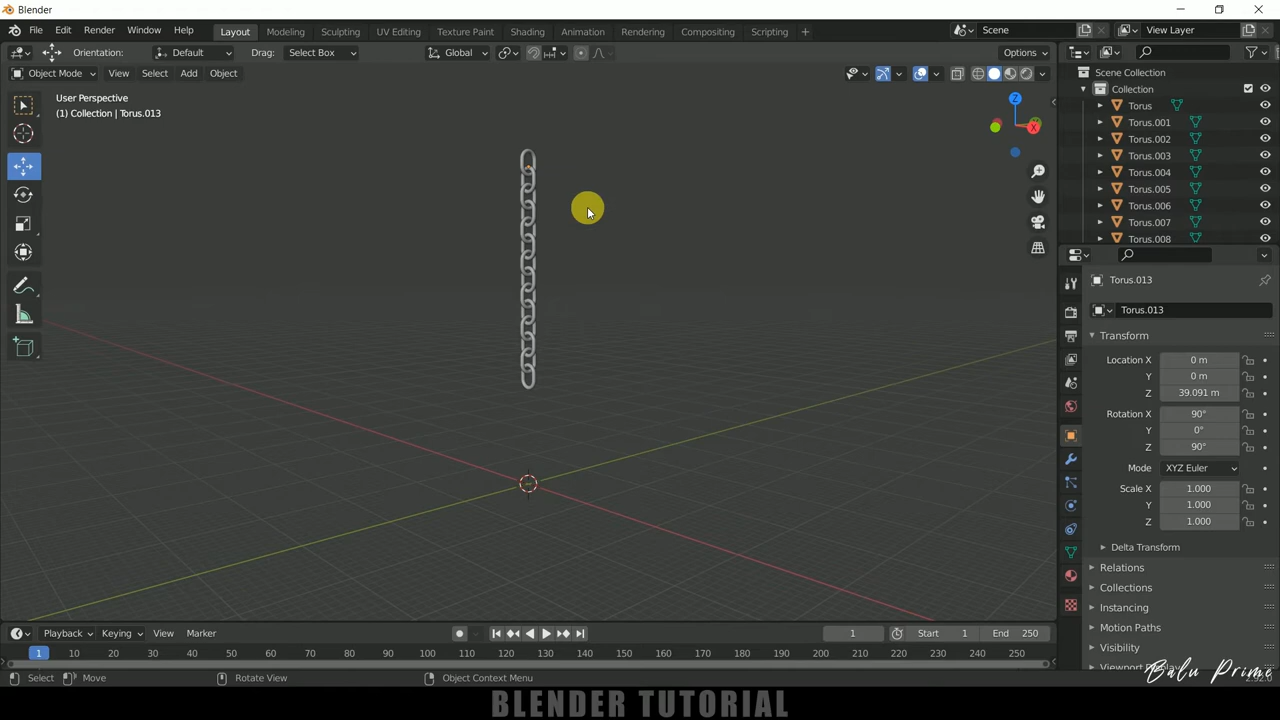 Blender
File Edit Render Window Help Layout Modeling Sculpting UV Editing Texture Paint Shading Animation Rendering Compositing Scripting + Scene View Layer
Orientation: Default Drag: Select Box Global Options
Object Mode View Select Add Object
User Perspective
(1) Collection | Torus.013
Z
X
Scene Collection
Collection
Torus
Torus.001
Torus.002
Torus.003
Torus.004
Torus.005
Torus.006
Torus.007
Torus.008
Torus.013
Torus.013
Transform
Location X 0 m
Y 0 m
Z 39.091 m
Rotation X 90°
Y 0°
Z 90°
Mode XYZ Euler
Scale X 1.000
Y 1.000
Z 1.000
Delta Transform
Relations
Collections
Instancing
Motion Paths
Visibility
Viewport Display
Playback Keying View Marker 1 Start 1 End 250
1 10 20 30 40 50 60 70 80 90 100 110 120 130 140 150 160 170 180 190 200 210 220 230 240 250
Select Move Rotate View Object Context Menu 2.92.0
Balu Prime
BLENDER TUTORIAL